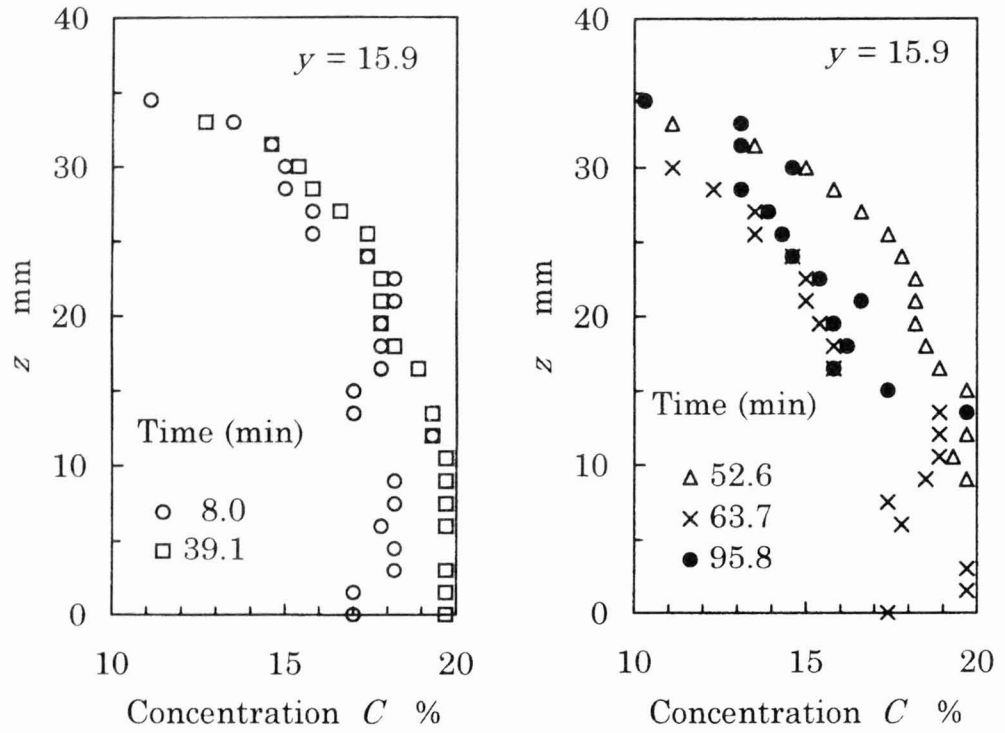 40
30
20
10
0
z mm
y = 15.9
Time (min)
8.0
39.1
10 15 20
Concentration C %
40
30
20
10
0
z mm
y = 15.9
Time (min)
52.6
63.7
95.8
10 15 20
Concentration C %